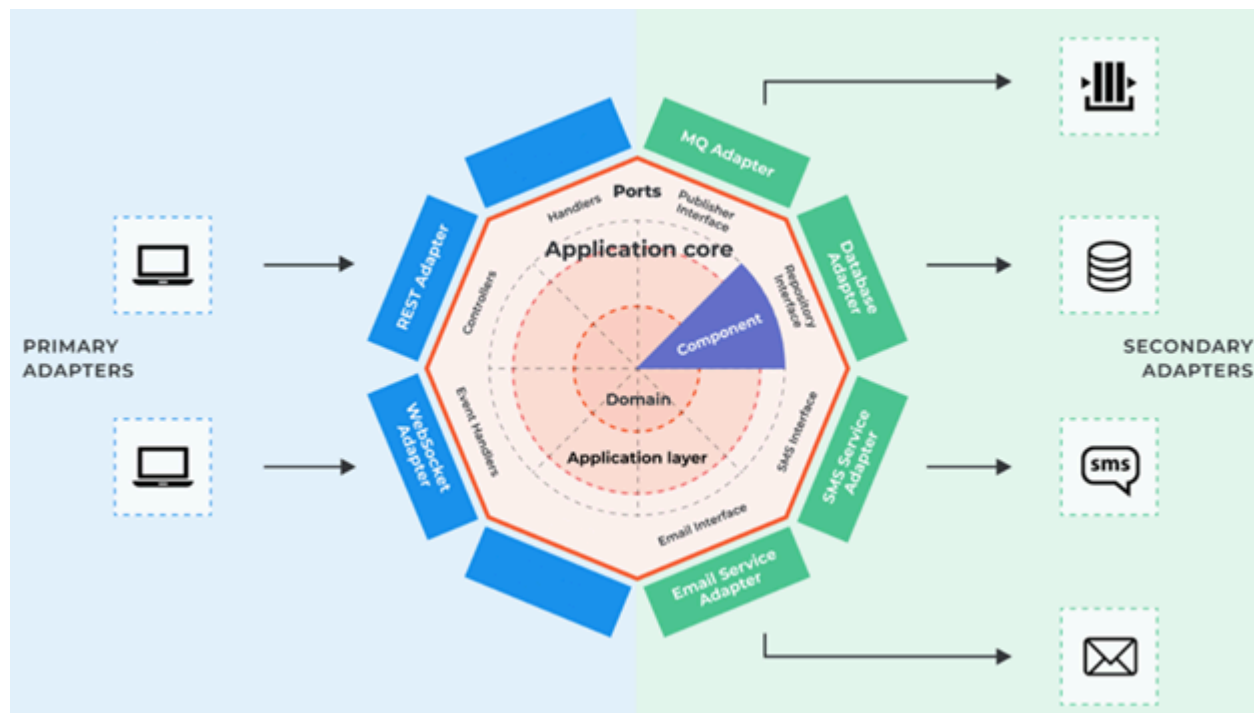 MQ Adapter
Ports
Handlers
Publisher
Interface
REST Adapter
Application core
Database
Adapter
Controllers
Repository
Interface
Component
PRIMARY
ADAPTERS
SECONDARY
ADAPTERS
Domain
Event Handlers
WebSocket
Adapter
SMS Interface
SMS Service
Adapter
sms
Application layer
Email Interface
Email Service
Adapter